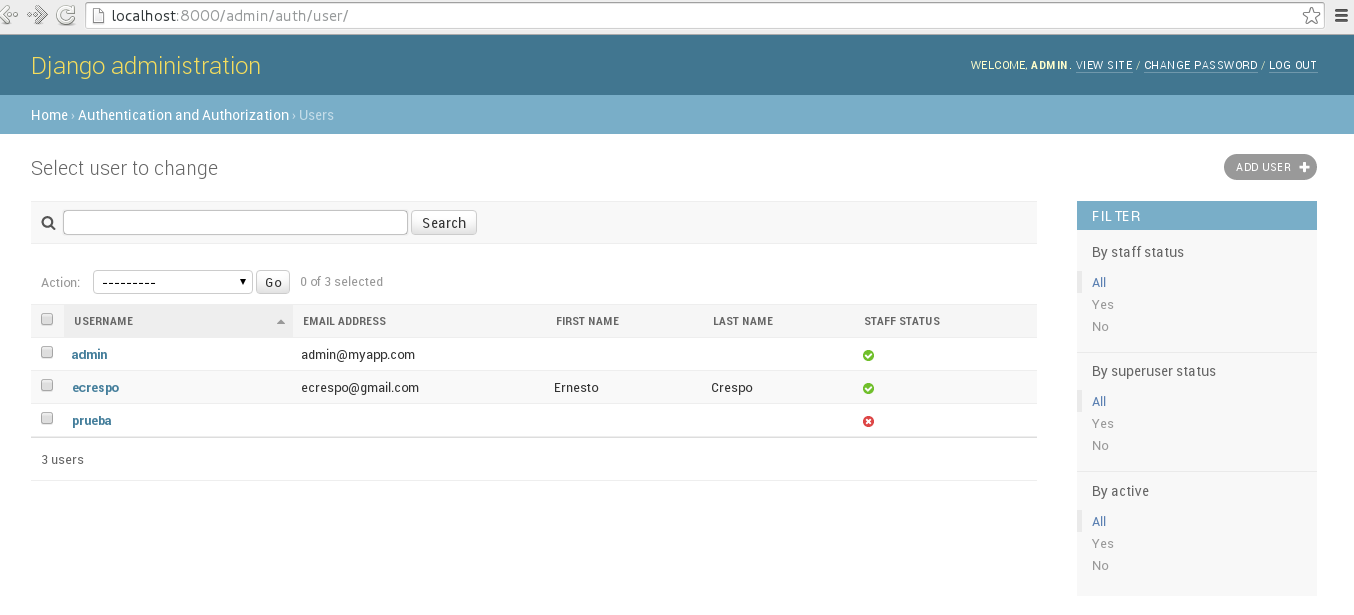 localhost:8000/admin/auth/user/
Django administration
WELCOME, ADMIN. VIEW SITE / CHANGE PASSWORD / LOG OUT
Home › Authentication and Authorization › Users
Select user to change
ADD USER
Search
Action: --------- Go 0 of 3 selected
USERNAME EMAIL ADDRESS FIRST NAME LAST NAME STAFF STATUS
admin admin@myapp.com
ecrespo ecrespo@gmail.com Ernesto Crespo
prueba
3 users
FILTER
By staff status
All
Yes
No
By superuser status
All
Yes
No
By active
All
Yes
No